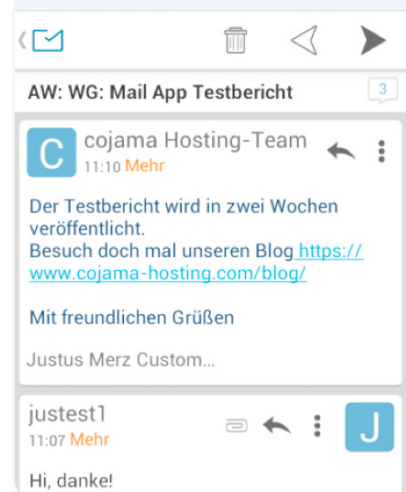 AW: WG: Mail App Testbericht
3
C
cojama Hosting-Team
11:10 Mehr
Der Testbericht wird in zwei Wochen
veröffentlicht.
Besuch doch mal unseren Blog https://
www.cojama-hosting.com/blog/
Mit freundlichen Grüßen
Justus Merz Custom...
justest1
11:07 Mehr
J
Hi, danke!